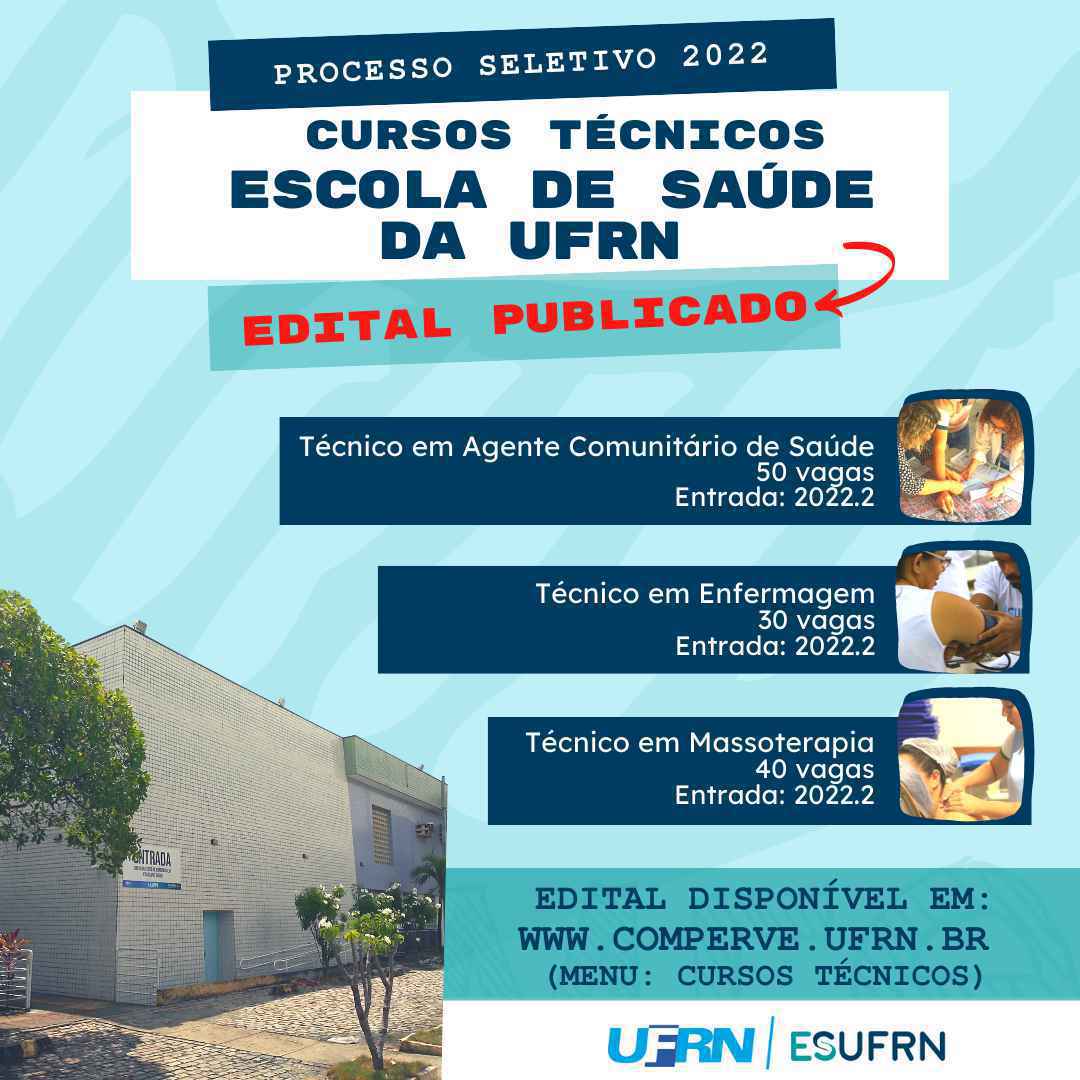 PROCESSO SELETIVO 2022
CURSOS TÉCNICOS
ESCOLA DE SAÚDE
DA UFRN
EDITAL PUBLICADO
Técnico em Agente Comunitário de Saúde
50 vagas
Entrada: 2022.2
Técnico em Enfermagem
30 vagas
Entrada: 2022.2
Técnico em Massoterapia
40 vagas
Entrada: 2022.2
ENTRADA
UFRN
EDITAL DISPONÍVEL EM:
WWW.COMPERVE.UFRN.BR
(MENU: CURSOS TÉCNICOS)
UFRN | ESUFRN